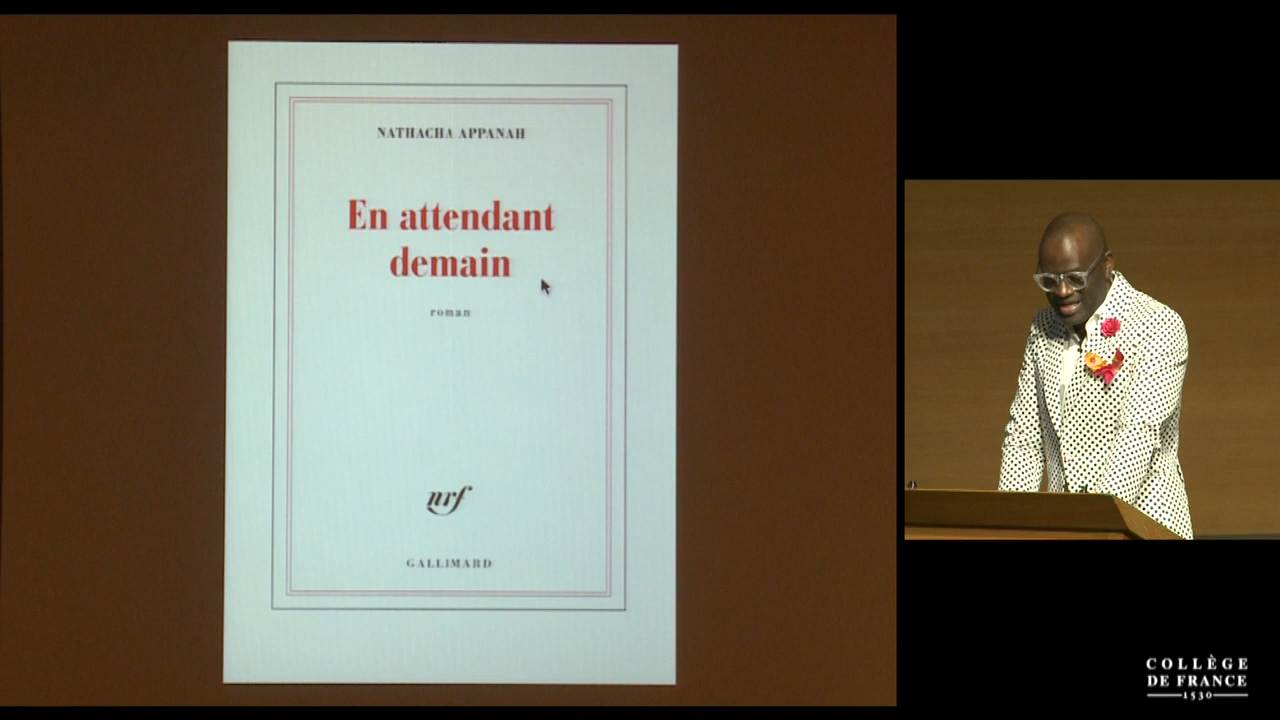 NATHACHA APPANAH
En attendant
demain
roman
nrf
GALLIMARD
COLLÈGE
DE FRANCE
1530